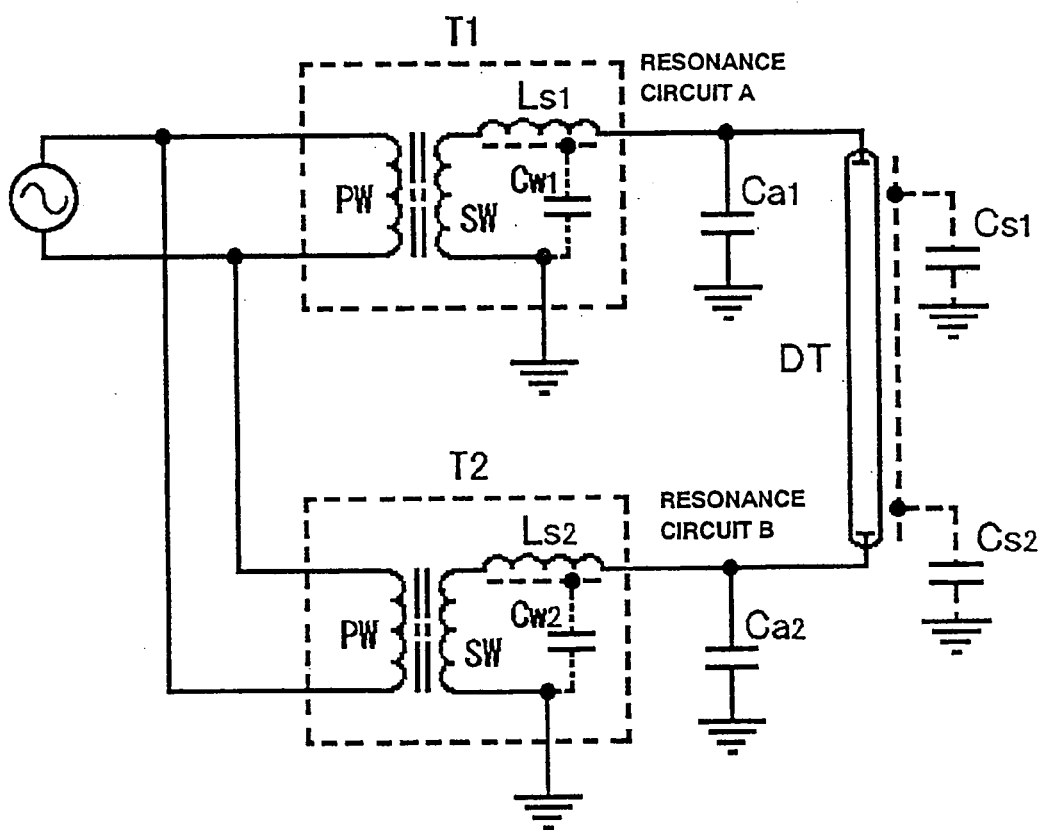 T1
RESONANCE
CIRCUIT A
Ls1
Cw1
PW
SW
Ca1
Cs1
DT
T2
RESONANCE
CIRCUIT B
Ls2
Cw2
PW
SW
Ca2
Cs2